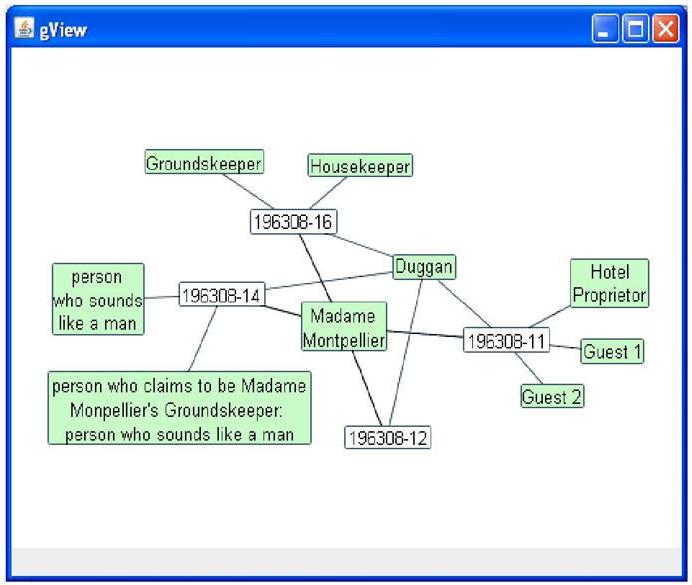 gView
Groundskeeper
Housekeeper
196308-16
Duggan
person
who sounds
like a man
196308-14
Hotel
Proprietor
Madame
Montpellier
196308-11
Guest 1
person who claims to be Madame
Monpellier's Groundskeeper:
person who sounds like a man
Guest 2
196308-12